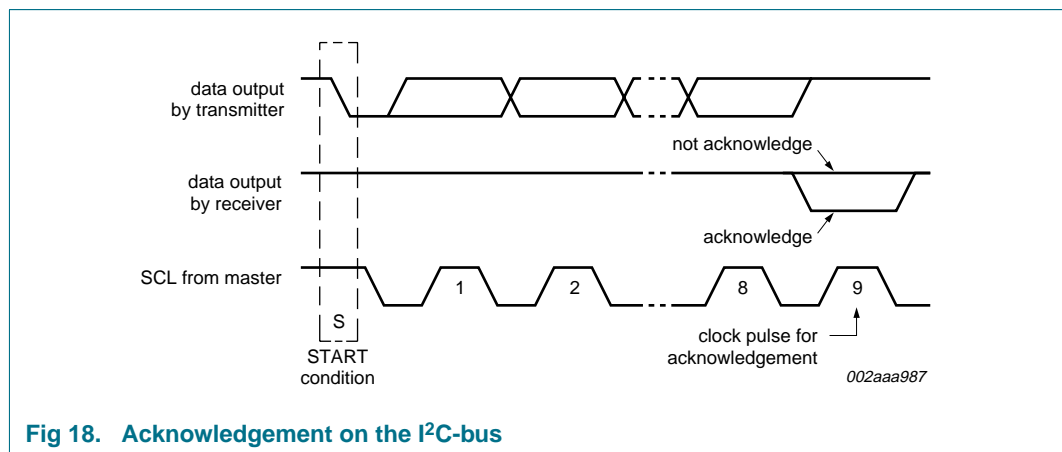 data output
by transmitter
not acknowledge
data output
by receiver
acknowledge
SCL from master
1
2
8
9
S
START
condition
clock pulse for
acknowledgement
002aaa987
Fig 18. Acknowledgement on the I²C-bus